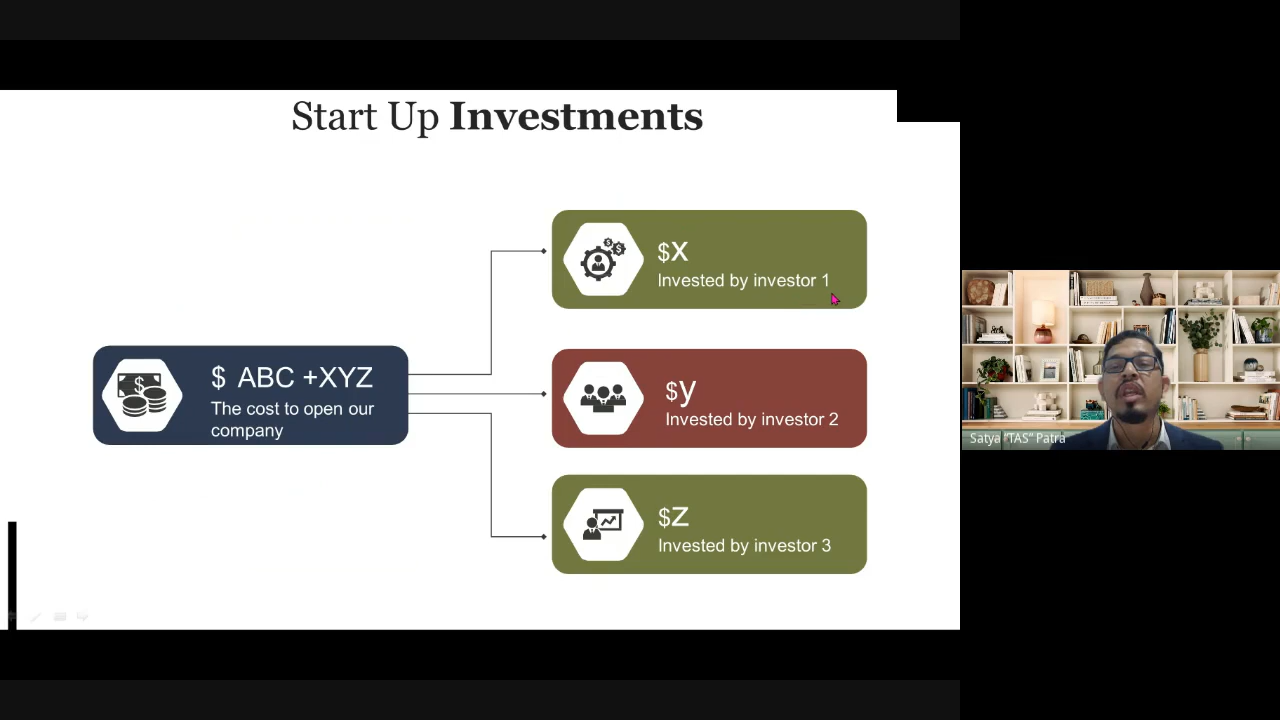 Start Up Investments
$x
Invested by investor 1
$ ABC +XYZ
The cost to open our
company
$y
Invested by investor 2
$z
Invested by investor 3
Satya "TAS" Patra